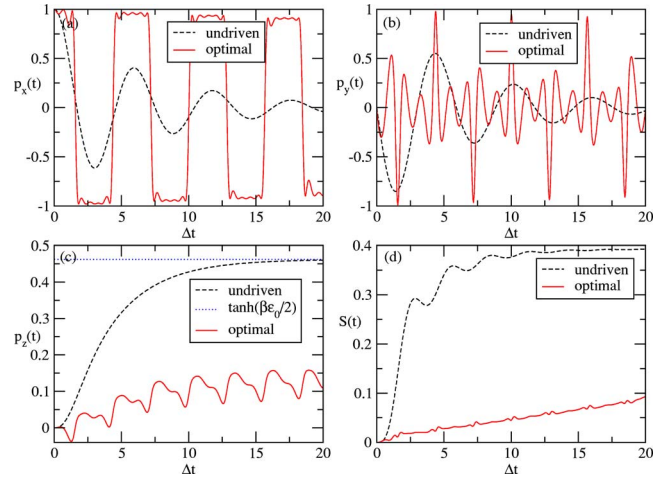 (a)
undriven
optimal
p_x(t)
1
0.5
0
-0.5
-1
0
5
10
15
20
Δt
(b)
undriven
optimal
p_y(t)
1
0.5
0
-0.5
-1
0
5
10
15
20
Δt
(c)
undriven
tanh(βε_0/2)
optimal
p_z(t)
0.5
0.4
0.3
0.2
0.1
0
0
5
10
15
20
Δt
(d)
undriven
optimal
S(t)
0.4
0.3
0.2
0.1
0
0
5
10
15
20
Δt